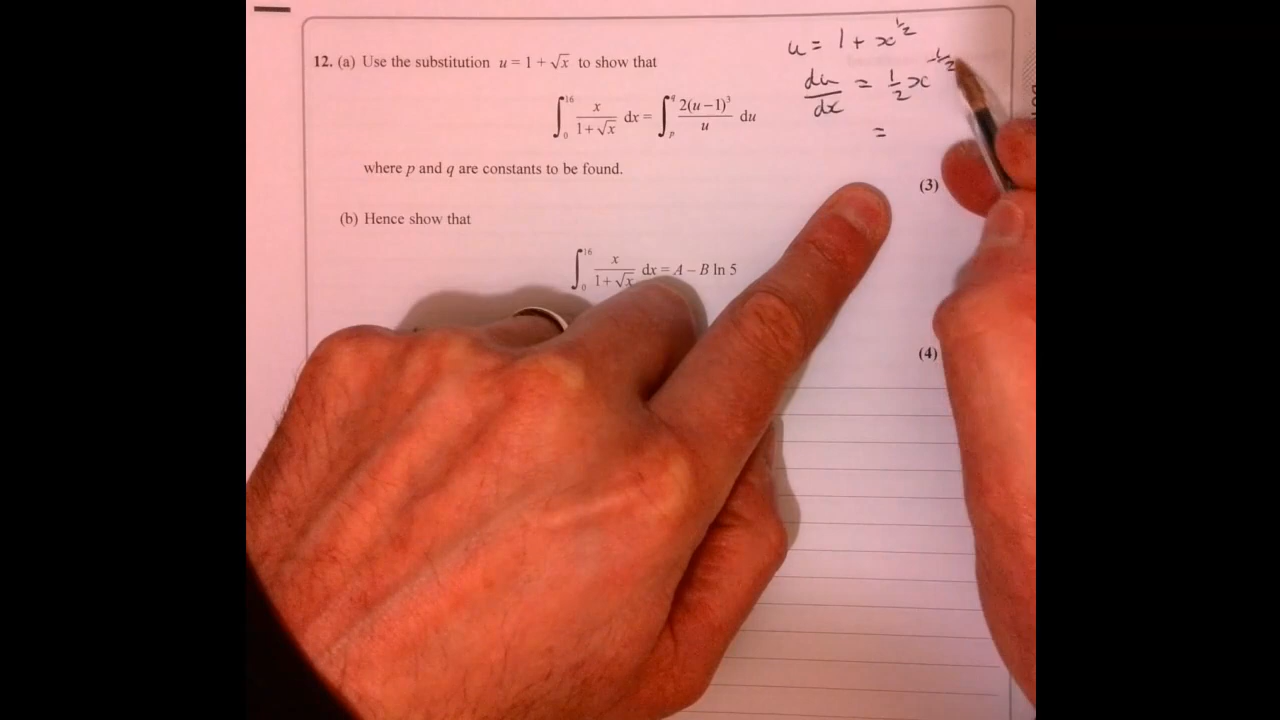 12. (a) Use the substitution u = 1 + √x to show that
∫₀¹⁶ x/(1 + √x) dx = ∫ₚ^q 2(u − 1)³/u du
where p and q are constants to be found.
(3)
(b) Hence show that
∫₀¹⁶ x/(1 + √x) dx = A − B ln 5
(4)
u = 1 + x^½
du/dx = ½x^-½
=